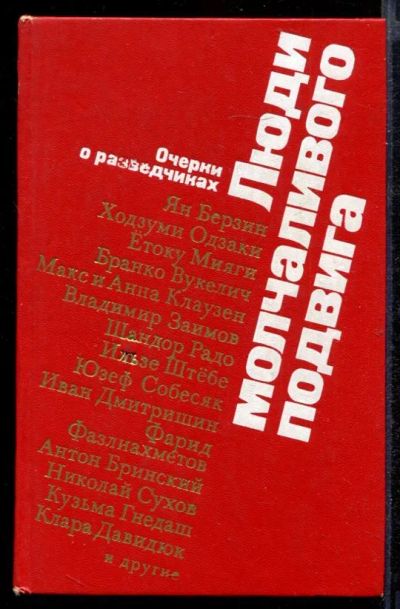 Люди
молчаливого
подвига
Очерки
о разведчиках
Ян Берзин
Ходзуми Одзаки
Ётоку Мияги
Бранко Вукелич
Макс и Анна Клаузен
Владимир Заимов
Шандор Радо
Ильзе Штёбе
Юзеф Собесяк
Иван Дмитришин
Фарид
Фазлиахметов
Антон Бринский
Николай Сухов
Кузьма Гнедаш
Клара Давидюк
и другие